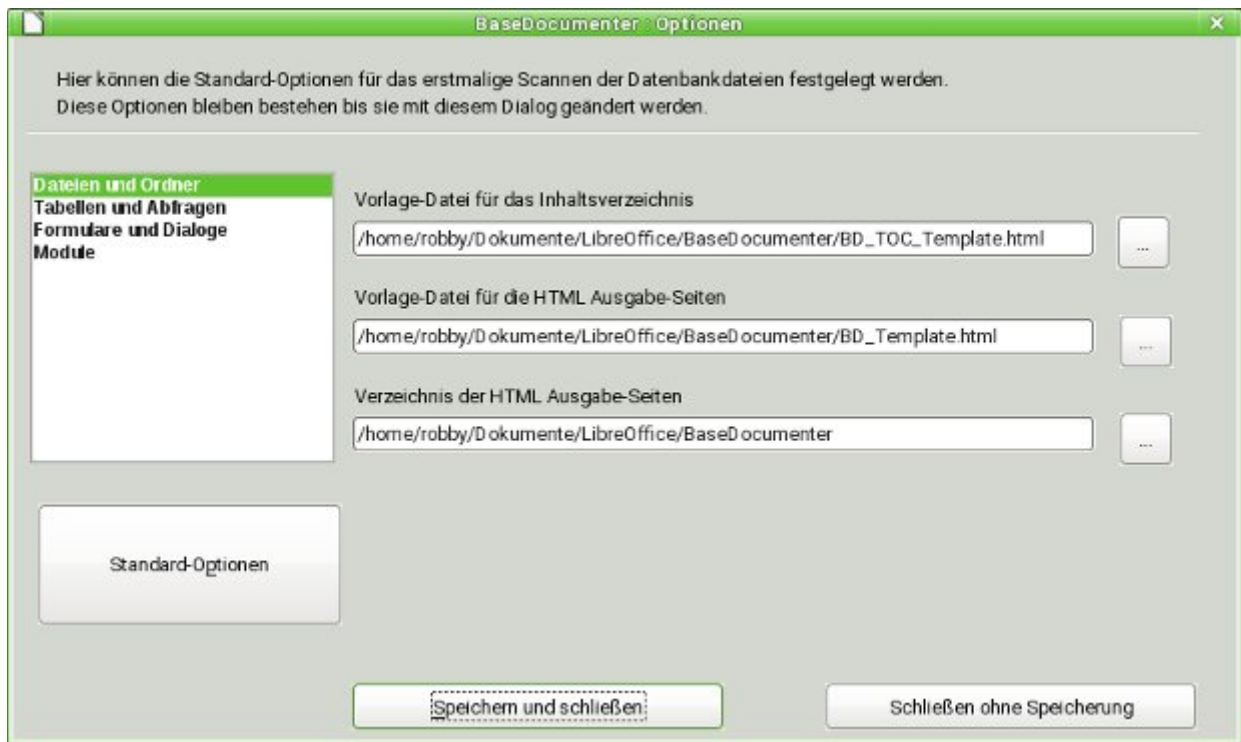 BaseDocumenter : Optionen
Hier können die Standard-Optionen für das erstmalige Scannen der Datenbankdateien festgelegt werden.
Diese Optionen bleiben bestehen bis sie mit diesem Dialog geändert werden.
Dateien und Ordner
Tabellen und Abfragen
Formulare und Dialoge
Module
Vorlage-Datei für das Inhaltsverzeichnis
/home/robby/Dokumente/LibreOffice/BaseDocumenter/BD_TOC_Template.html
...
Vorlage-Datei für die HTML Ausgabe-Seiten
/home/robby/Dokumente/LibreOffice/BaseDocumenter/BD_Template.html
...
Verzeichnis der HTML Ausgabe-Seiten
/home/robby/Dokumente/LibreOffice/BaseDocumenter
...
Standard-Optionen
Speichern und schließen
Schließen ohne Speicherung